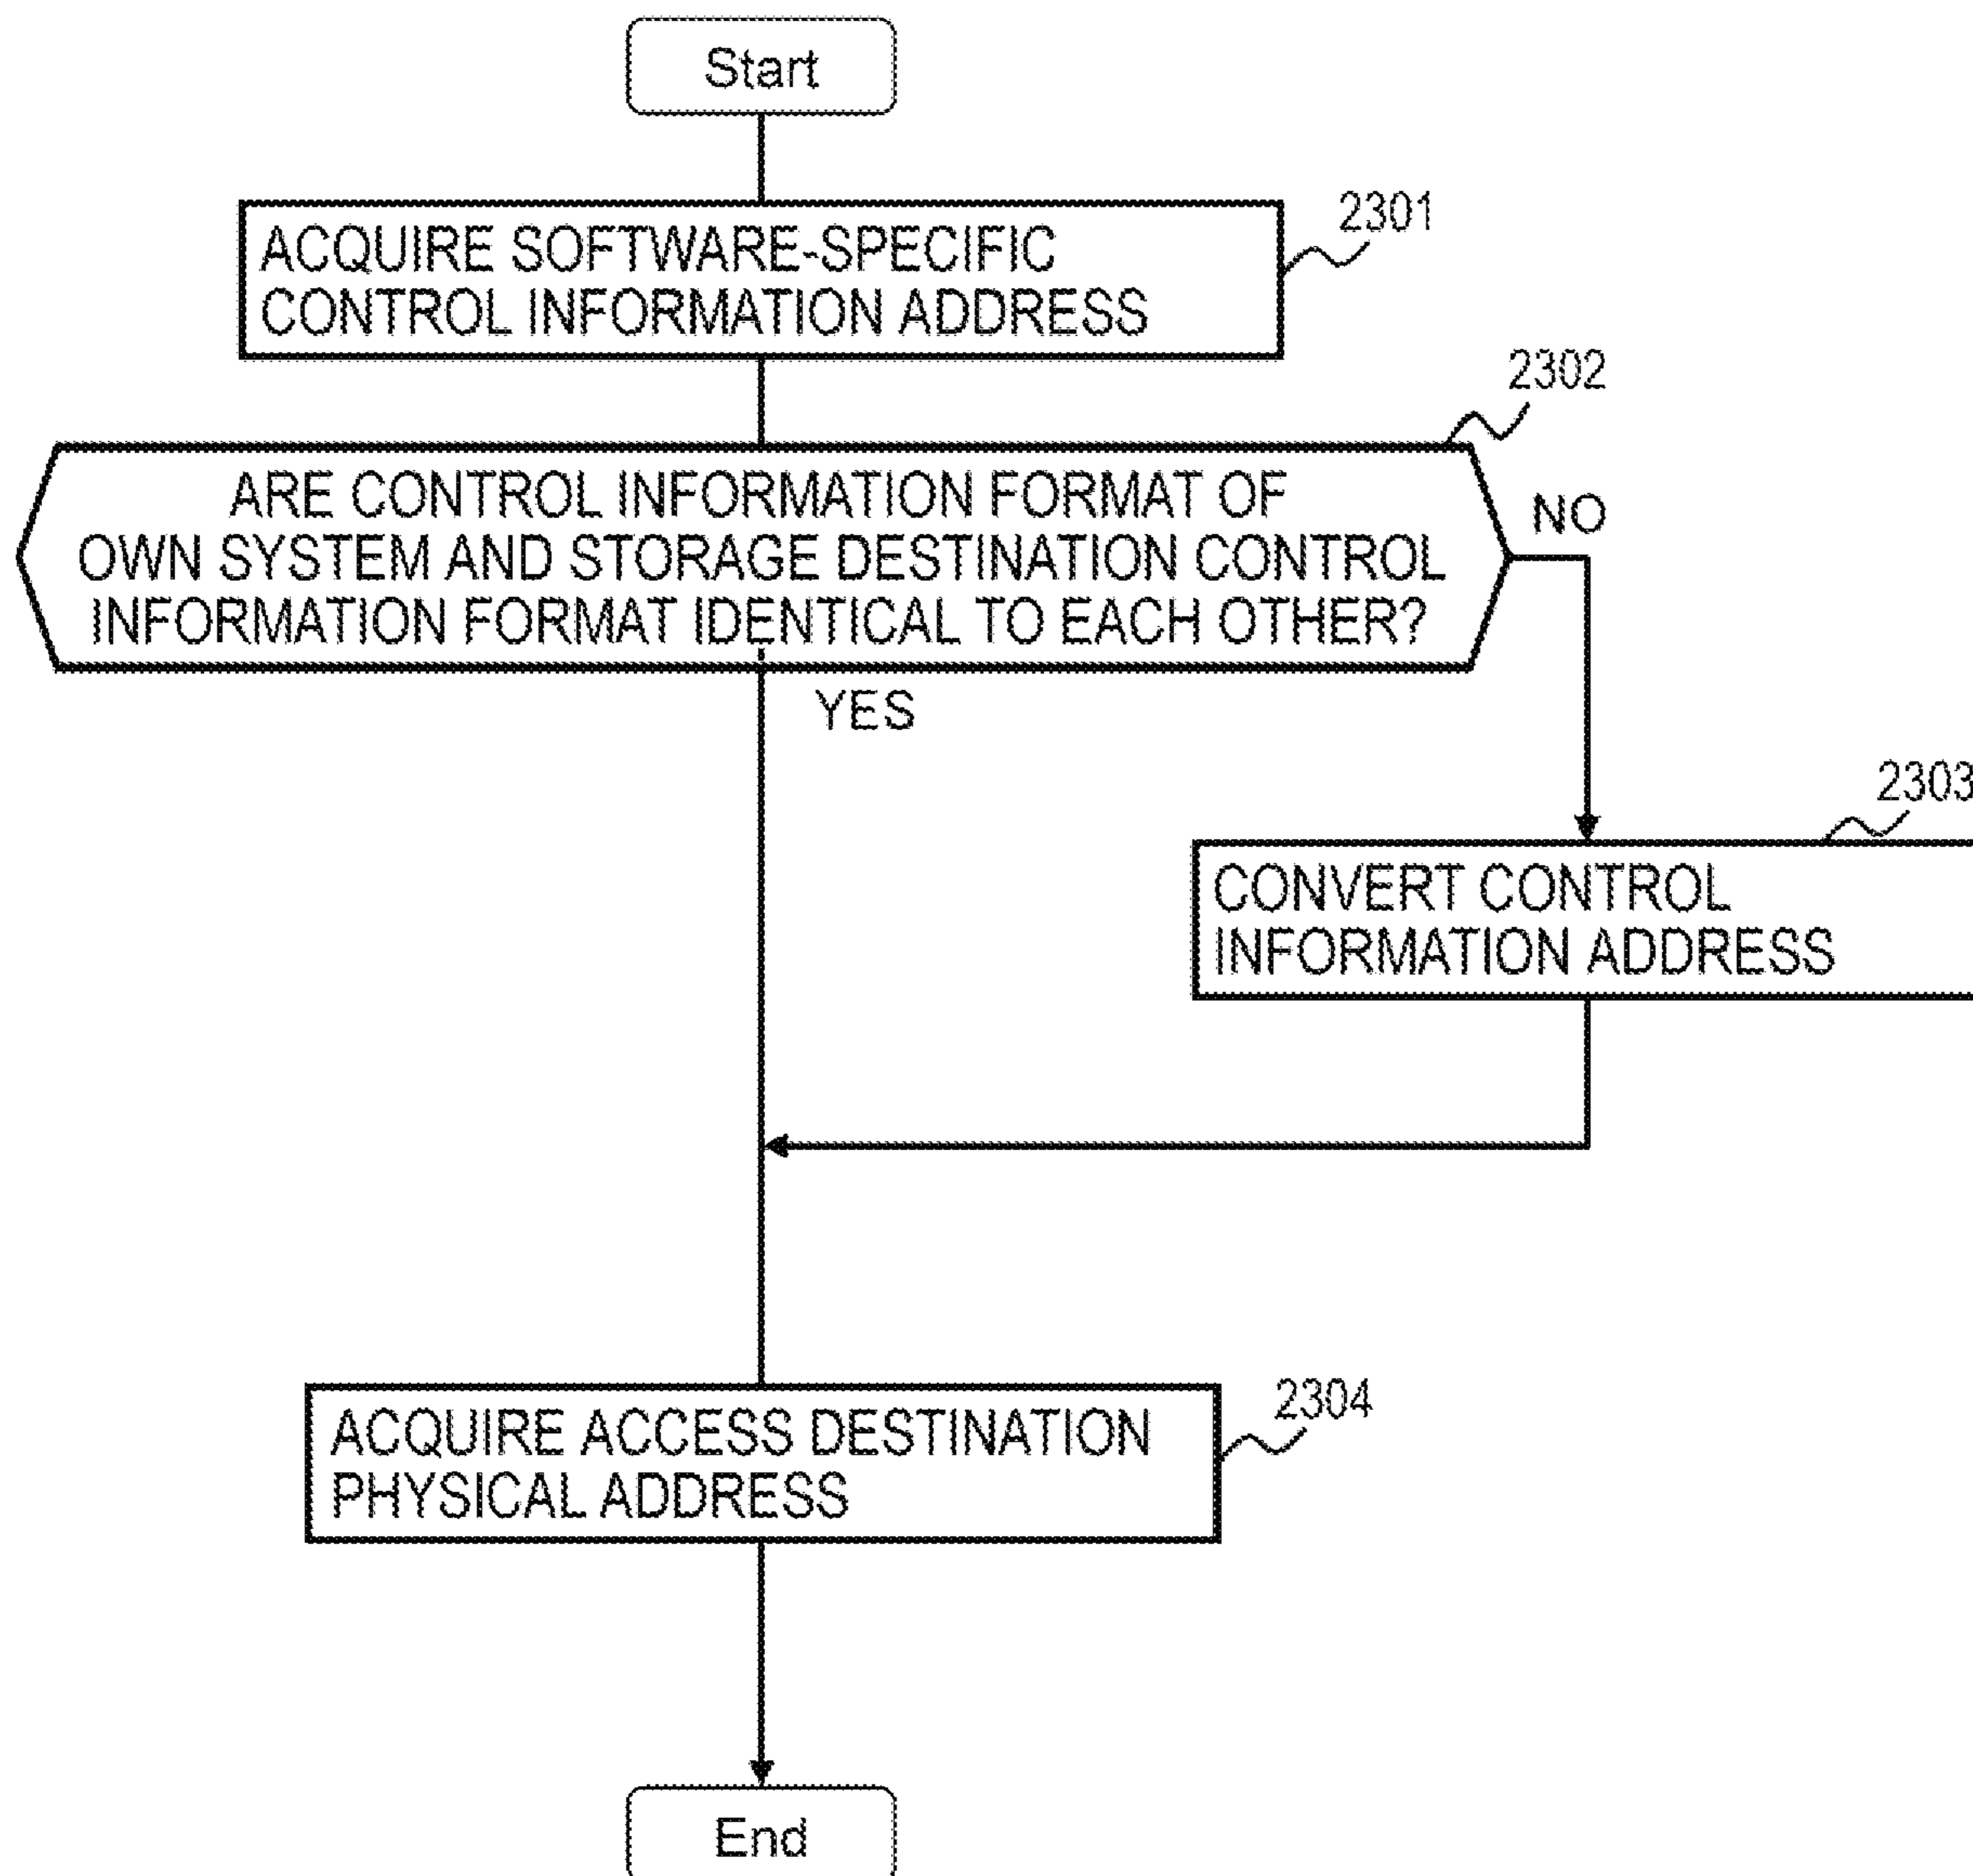 Start
2301
ACQUIRE SOFTWARE-SPECIFIC
CONTROL INFORMATION ADDRESS
2302
ARE CONTROL INFORMATION FORMAT OF
OWN SYSTEM AND STORAGE DESTINATION CONTROL
INFORMATION FORMAT IDENTICAL TO EACH OTHER?
NO
YES
2303
CONVERT CONTROL
INFORMATION ADDRESS
2304
ACQUIRE ACCESS DESTINATION
PHYSICAL ADDRESS
End